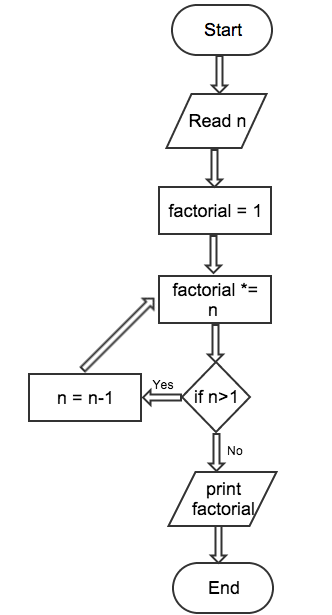 Start
Read n
factorial = 1
factorial *=
n
if n>1
Yes
n = n-1
No
print
factorial
End